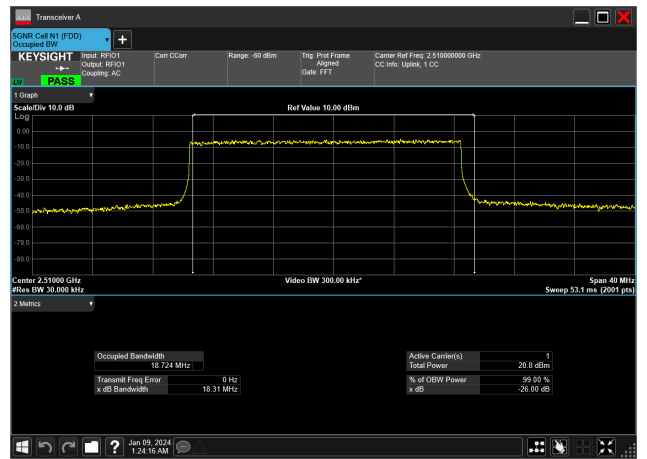 Transceiver A
5GNR Cell N1 (FDD)
Occupied BW
KEYSIGHT
PASS
Input: RFIO1
Output: RFIO1
Coupling: AC
Corr CCorr
Range: -60 dBm
Trig: Prot Frame
Aligned
Gate: FFT
Carrier Ref Freq: 2.510000000 GHz
CC Info: Uplink, 1 CC
1 Graph
Scale/Div 10.0 dB
Ref Value 10.00 dBm
Log
0.00
-10.0
-20.0
-30.0
-40.0
-50.0
-60.0
-70.0
-80.0
Center 2.51000 GHz
Video BW 300.00 kHz*
Span 40 MHz
#Res BW 30.000 kHz
Sweep 53.1 ms (2001 pts)
2 Metrics
Occupied Bandwidth
18.724 MHz
Transmit Freq Error 0 Hz
x dB Bandwidth 18.31 MHz
Active Carrier(s) 1
Total Power 20.8 dBm
% of OBW Power 99.00 %
x dB -26.00 dB
Jan 09, 2024
1:24:16 AM